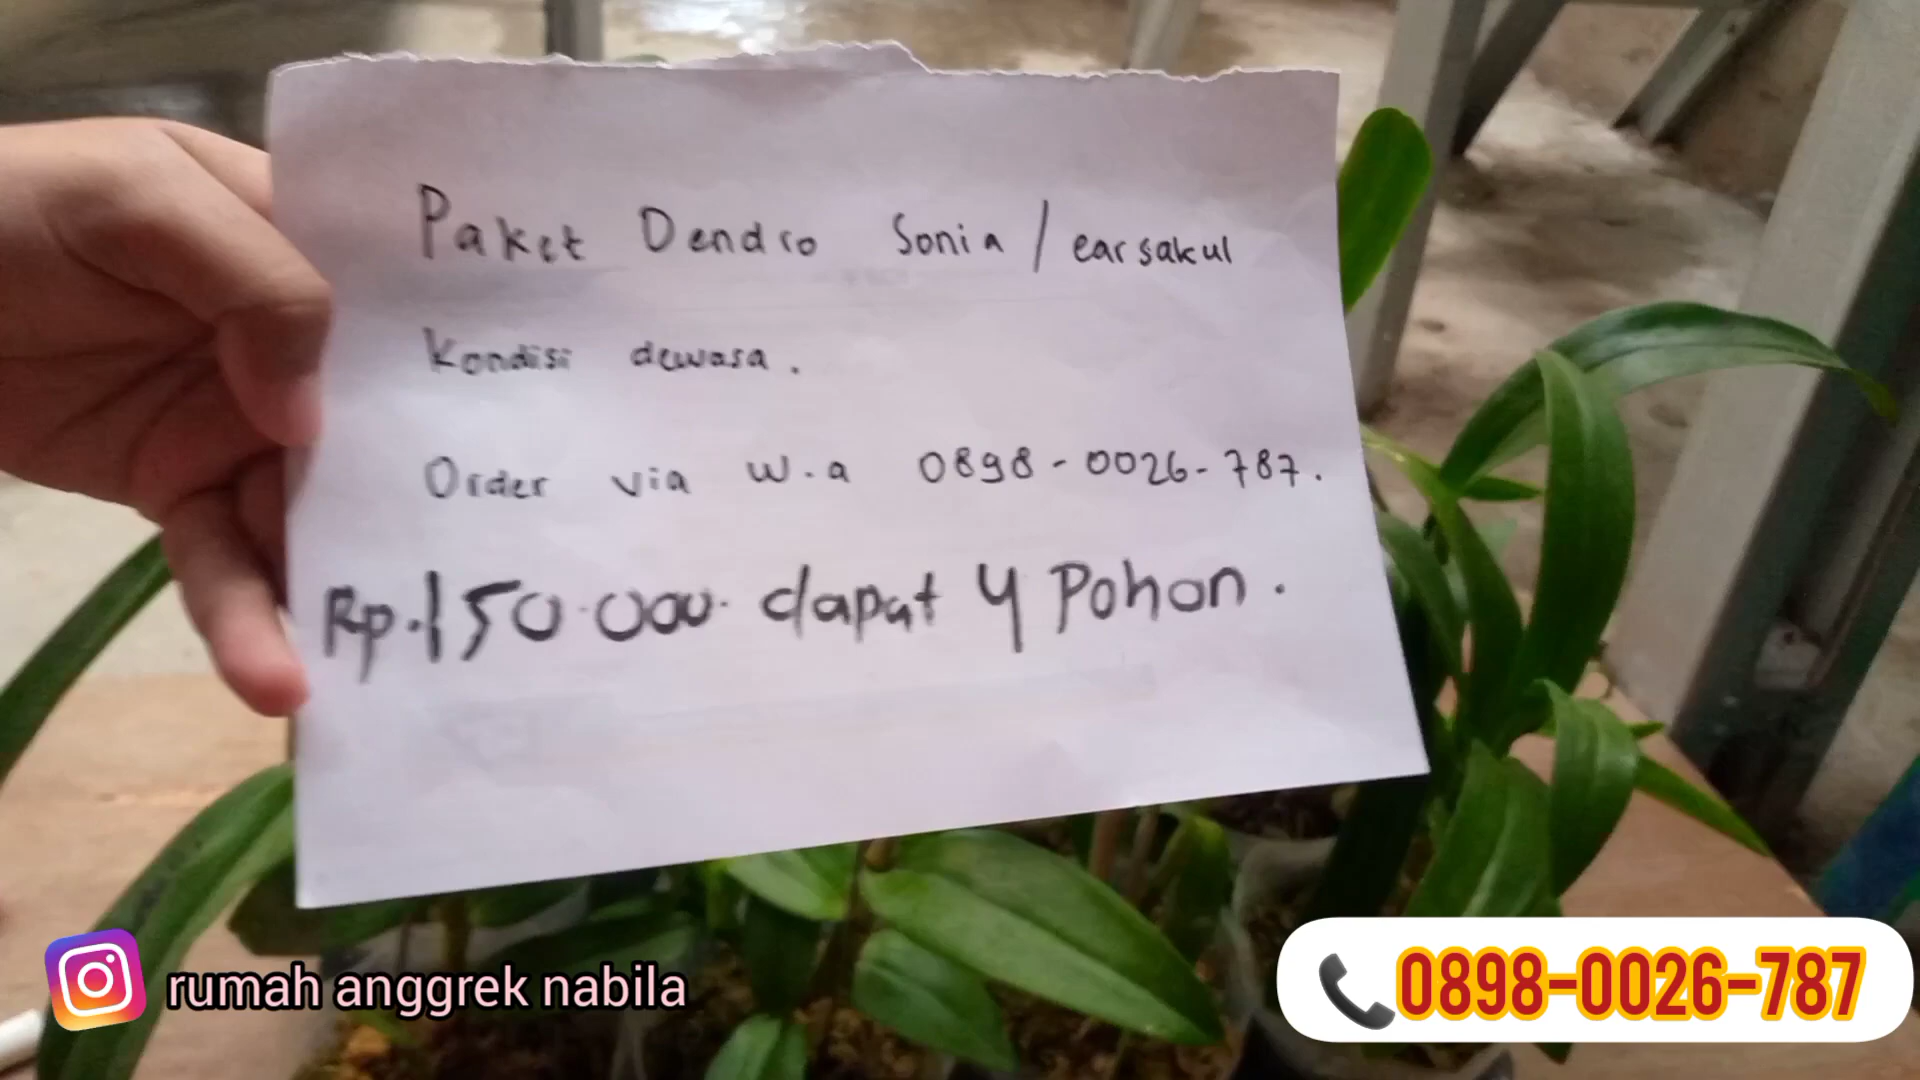 Paket Dendro Sonia / earsakul
Kondisi dewasa.
Order via w.a 0898-0026-787.
Rp.150.000. dapat 4 Pohon.
rumah anggrek nabila
0898-0026-787